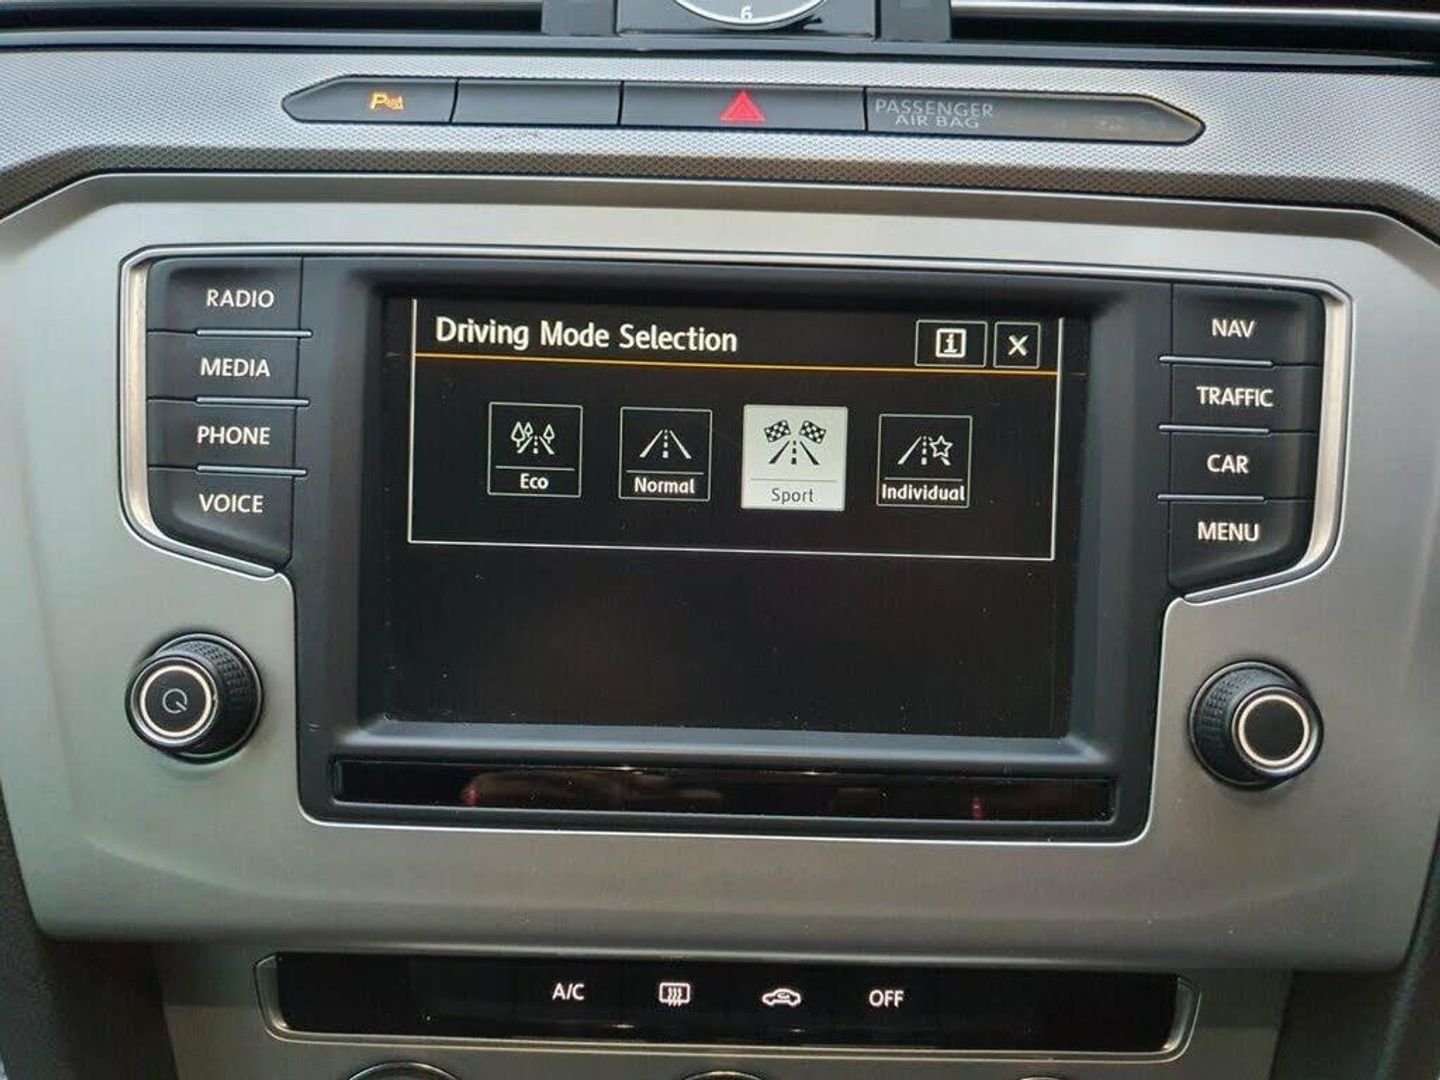 6
P
PASSENGER
AIR BAG
RADIO
MEDIA
PHONE
VOICE
Driving Mode Selection
i
X
Eco
Normal
Sport
Individual
NAV
TRAFFIC
CAR
MENU
A/C
OFF